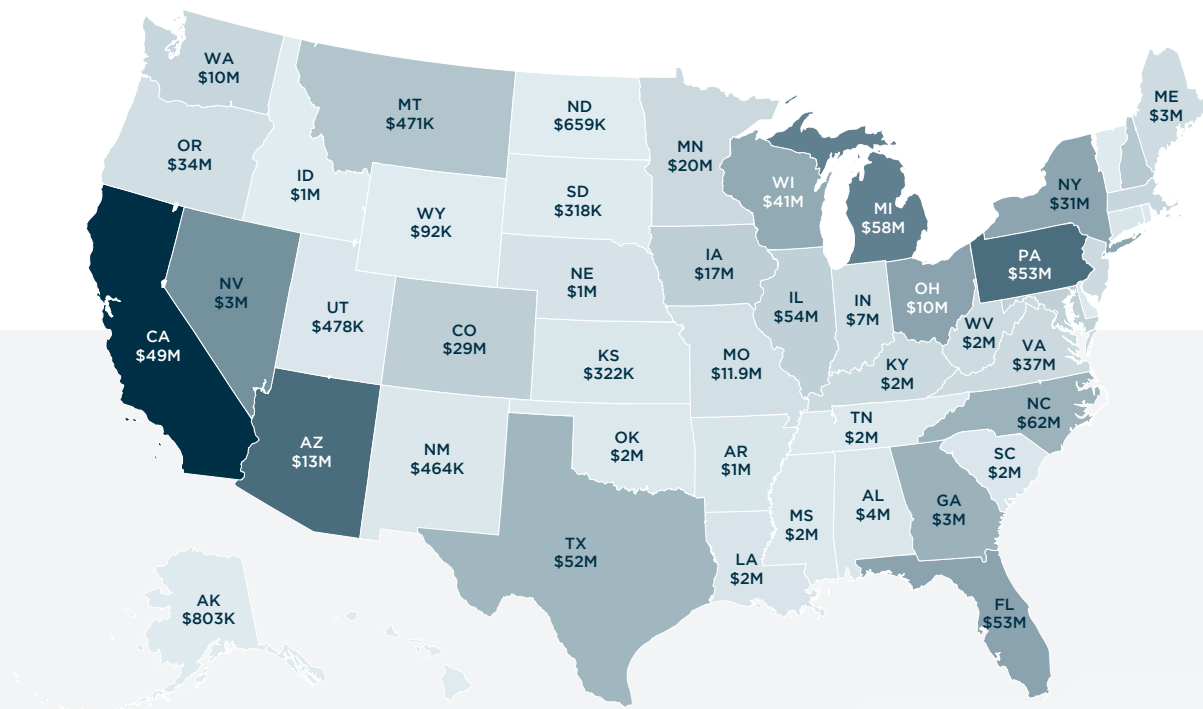 WA
$10M
MT
$471K
ND
$659K
ME
$3M
OR
$34M
MN
$20M
ID
$1M
SD
$318K
WI
$41M
NY
$31M
WY
$92K
MI
$58M
PA
$53M
IA
$17M
NE
$1M
NV
$3M
UT
$478K
IL
$54M
IN
$7M
OH
$10M
CO
$29M
WV
$2M
CA
$49M
VA
$37M
KS
$322K
MO
$11.9M
KY
$2M
NC
$62M
TN
$2M
AZ
$13M
NM
$464K
OK
$2M
AR
$1M
SC
$2M
AL
$4M
GA
$3M
MS
$2M
TX
$52M
LA
$2M
AK
$803K
FL
$53M